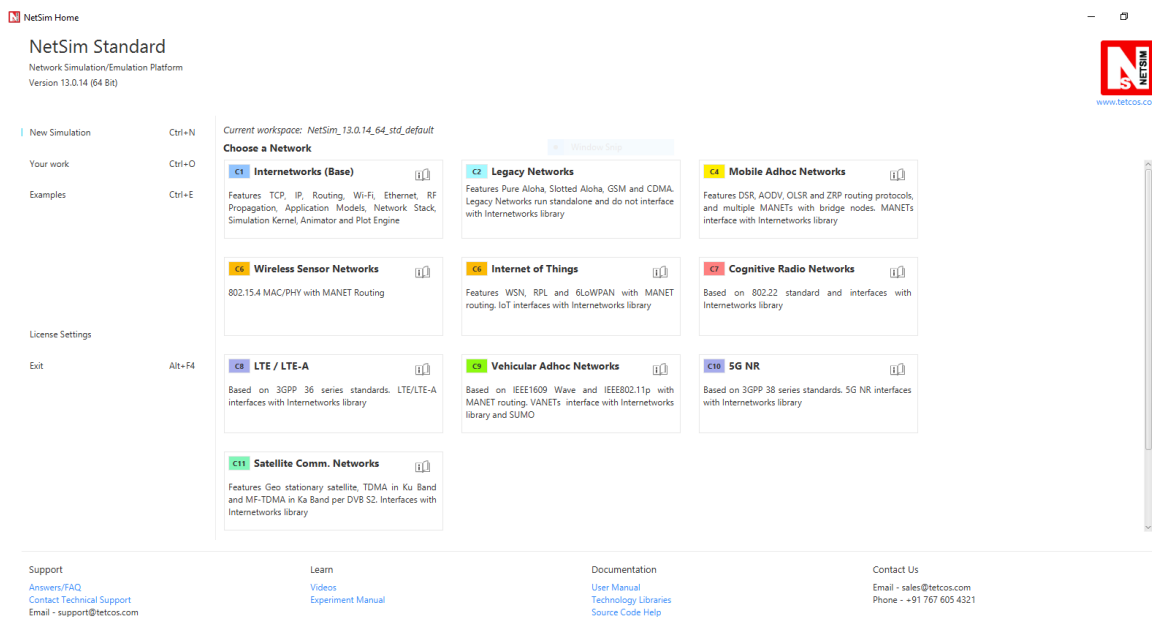 NetSim Home
NetSim Standard
Network Simulation/Emulation Platform
Version 13.0.14 (64 Bit)
NETSIM
N
S
www.tetcos.co
New Simulation Ctrl+N
Your work Ctrl+O
Examples Ctrl+E
License Settings
Exit Alt+F4
Current workspace: NetSim_13.0.14_64_std_default
Choose a Network
Window Snip
C1 Internetworks (Base)
Features TCP, IP, Routing, Wi-Fi, Ethernet, RF
Propagation, Application Models, Network Stack,
Simulation Kernel, Animator and Plot Engine
C2 Legacy Networks
Features Pure Aloha, Slotted Aloha, GSM and CDMA.
Legacy Networks run standalone and do not interface
with Internetworks library
C4 Mobile Adhoc Networks
Features DSR, AODV, OLSR and ZRP routing protocols,
and multiple MANETs with bridge nodes. MANETs
interface with Internetworks library
C6 Wireless Sensor Networks
802.15.4 MAC/PHY with MANET Routing
C6 Internet of Things
Features WSN, RPL and 6LoWPAN with MANET
routing. IoT interfaces with Internetworks library
C7 Cognitive Radio Networks
Based on 802.22 standard and interfaces with
Internetworks library
C8 LTE / LTE-A
Based on 3GPP 36 series standards. LTE/LTE-A
interfaces with Internetworks library
C9 Vehicular Adhoc Networks
Based on IEEE1609 Wave and IEEE802.11p with
MANET routing. VANETs interface with Internetworks
library and SUMO
C10 5G NR
Based on 3GPP 38 series standards. 5G NR interfaces
with Internetworks library
C11 Satellite Comm. Networks
Features Geo stationary satellite, TDMA in Ku Band
and MF-TDMA in Ka Band per DVB S2. Interfaces with
Internetworks library
Support
Answers/FAQ
Contact Technical Support
Email - support@tetcos.com
Learn
Videos
Experiment Manual
Documentation
User Manual
Technology Libraries
Source Code Help
Contact Us
Email - sales@tetcos.com
Phone - +91 767 605 4321